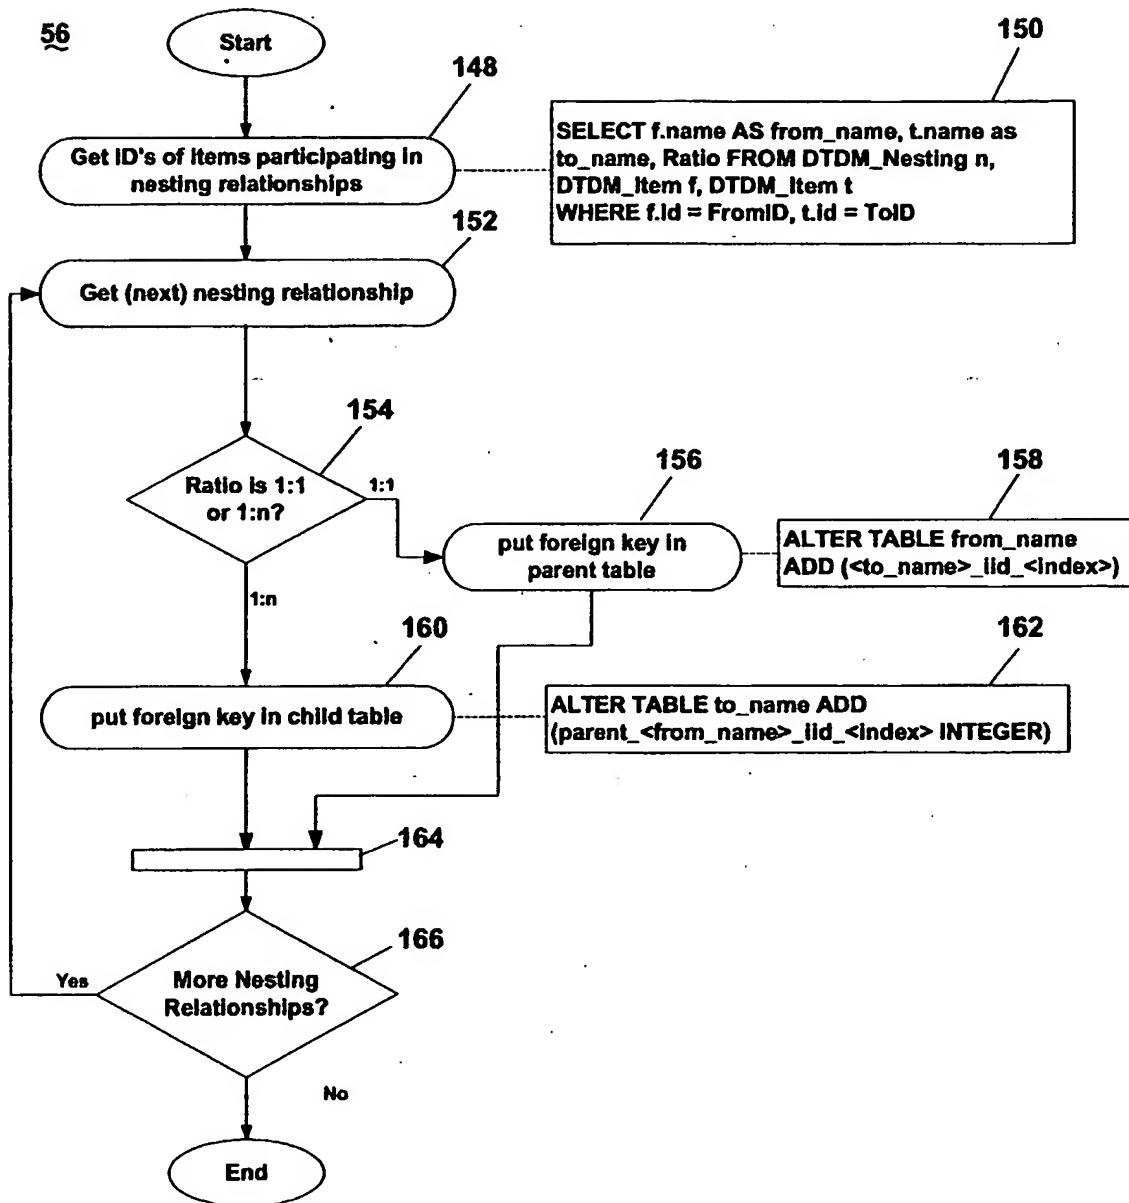 56
Start
148
150
Get ID's of items participating in
nesting relationships
SELECT f.name AS from_name, t.name as
to_name, Ratio FROM DTDM_Nesting n,
DTDM_Item f, DTDM_Item t
WHERE f.id = FromID, t.id = ToID
152
Get (next) nesting relationship
154
Ratio is 1:1
or 1:n?
1:1
156
put foreign key in
parent table
158
ALTER TABLE from_name
ADD (<to_name>_iid_<index>)
1:n
160
put foreign key in child table
162
ALTER TABLE to_name ADD
(parent_<from_name>_iid_<index> INTEGER)
164
166
More Nesting
Relationships?
Yes
No
End